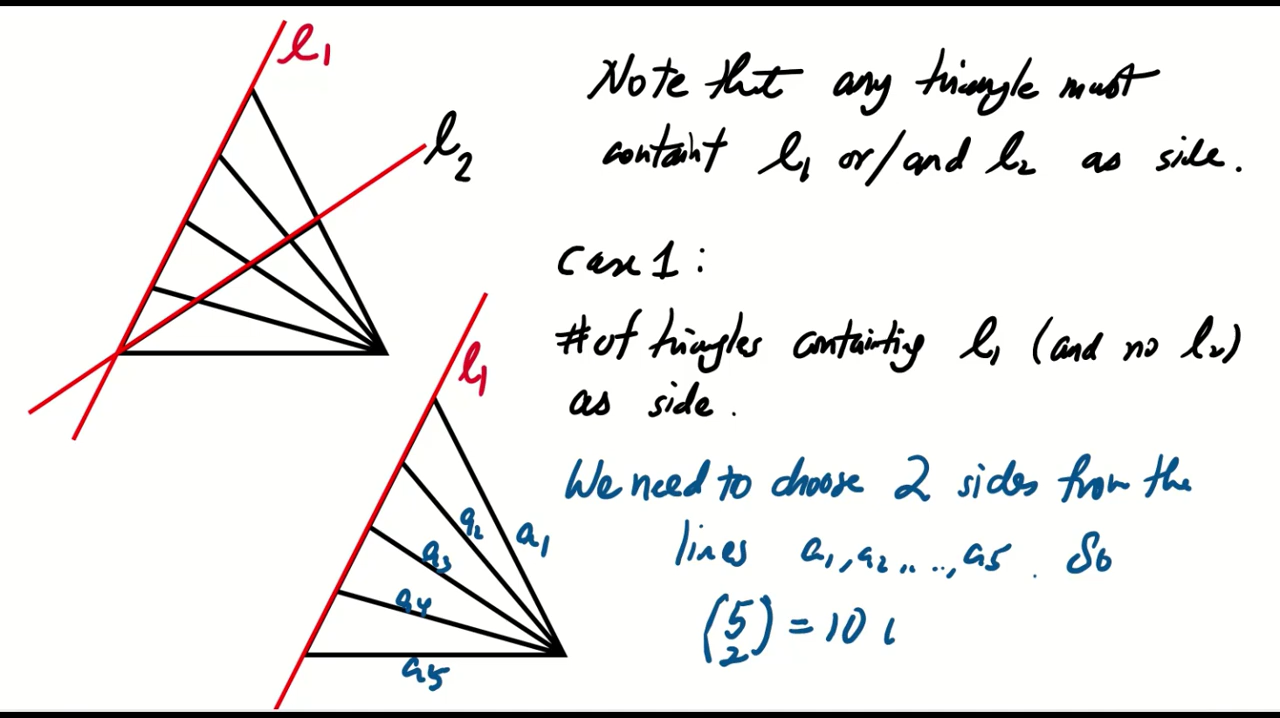 l₁
l₂
Note that any triangle must
containt l₁ or/and l₂ as side.
Case 1:
# of triangles containting l₁ (and no l₂)
as side.
l₁
We need to choose 2 sides from the
lines a₁, a₂, ..., a₅. So
(5 2) = 10 (
a₁
a₂
a₃
a₄
a₅